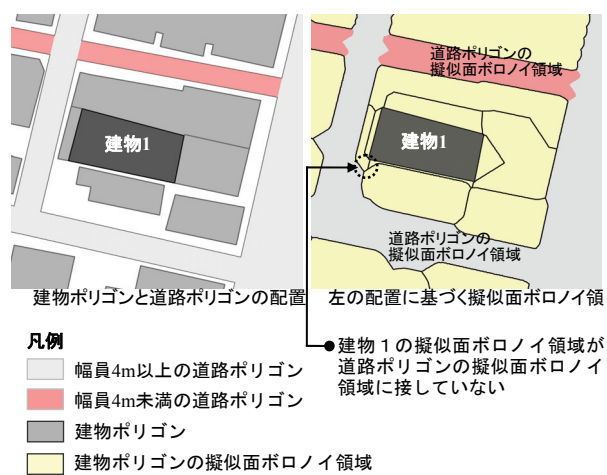 建物1
道路ポリゴンの
擬似面ボロノイ領域
建物1
道路ポリゴンの
擬似面ボロノイ領域
建物ポリゴンと道路ポリゴンの配置
左の配置に基づく擬似面ボロノイ領
凡例
幅員4m以上の道路ポリゴン
幅員4m未満の道路ポリゴン
建物ポリゴン
建物ポリゴンの擬似面ボロノイ領域
建物1の擬似面ボロノイ領域が
道路ポリゴンの擬似面ボロノイ
領域に接していない